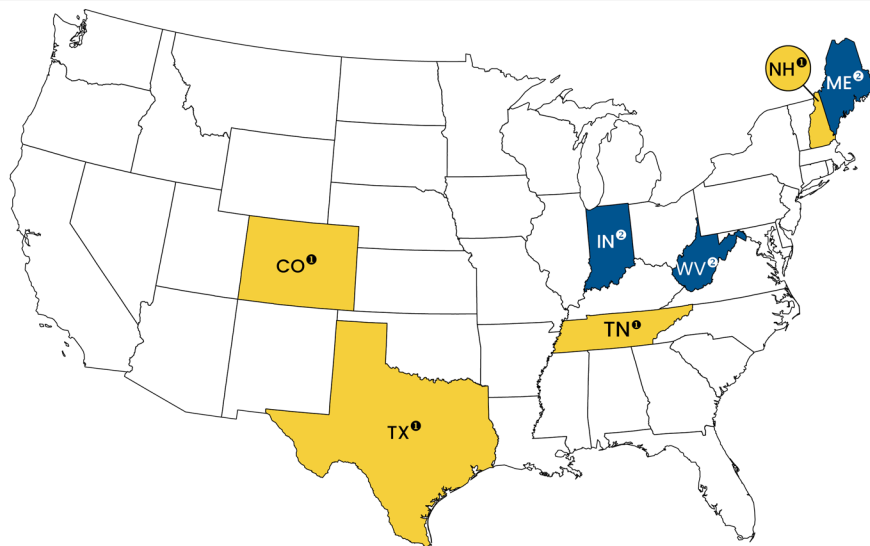 NH❶
ME❷
IN❷
WV❷
CO❶
TN❶
TX❶